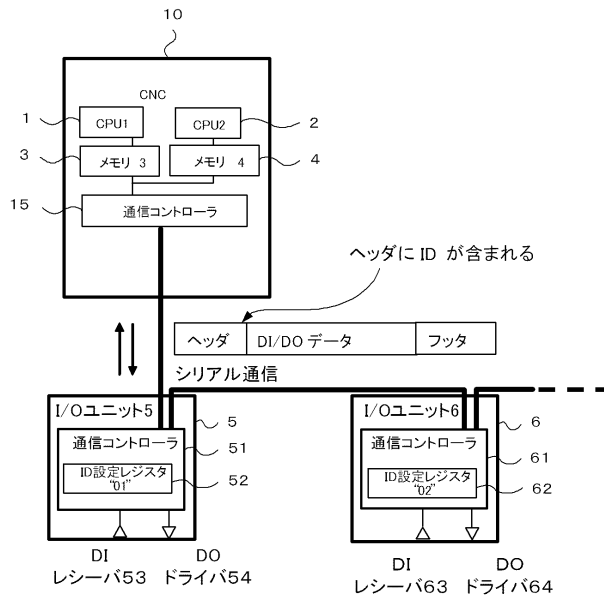 10
CNC
1
CPU1
CPU2
2
3
メモリ 3
メモリ 4
4
15
通信コントローラ
ヘッダに ID が含まれる
ヘッダ
DI/DO データ
フッタ
シリアル通信
I/Oユニット5
5
通信コントローラ
51
ID設定レジスタ
"01"
52
I/Oユニット6
6
通信コントローラ
61
ID設定レジスタ
"02"
62
DI
レシーバ53
DO
ドライバ54
DI
レシーバ63
DO
ドライバ64